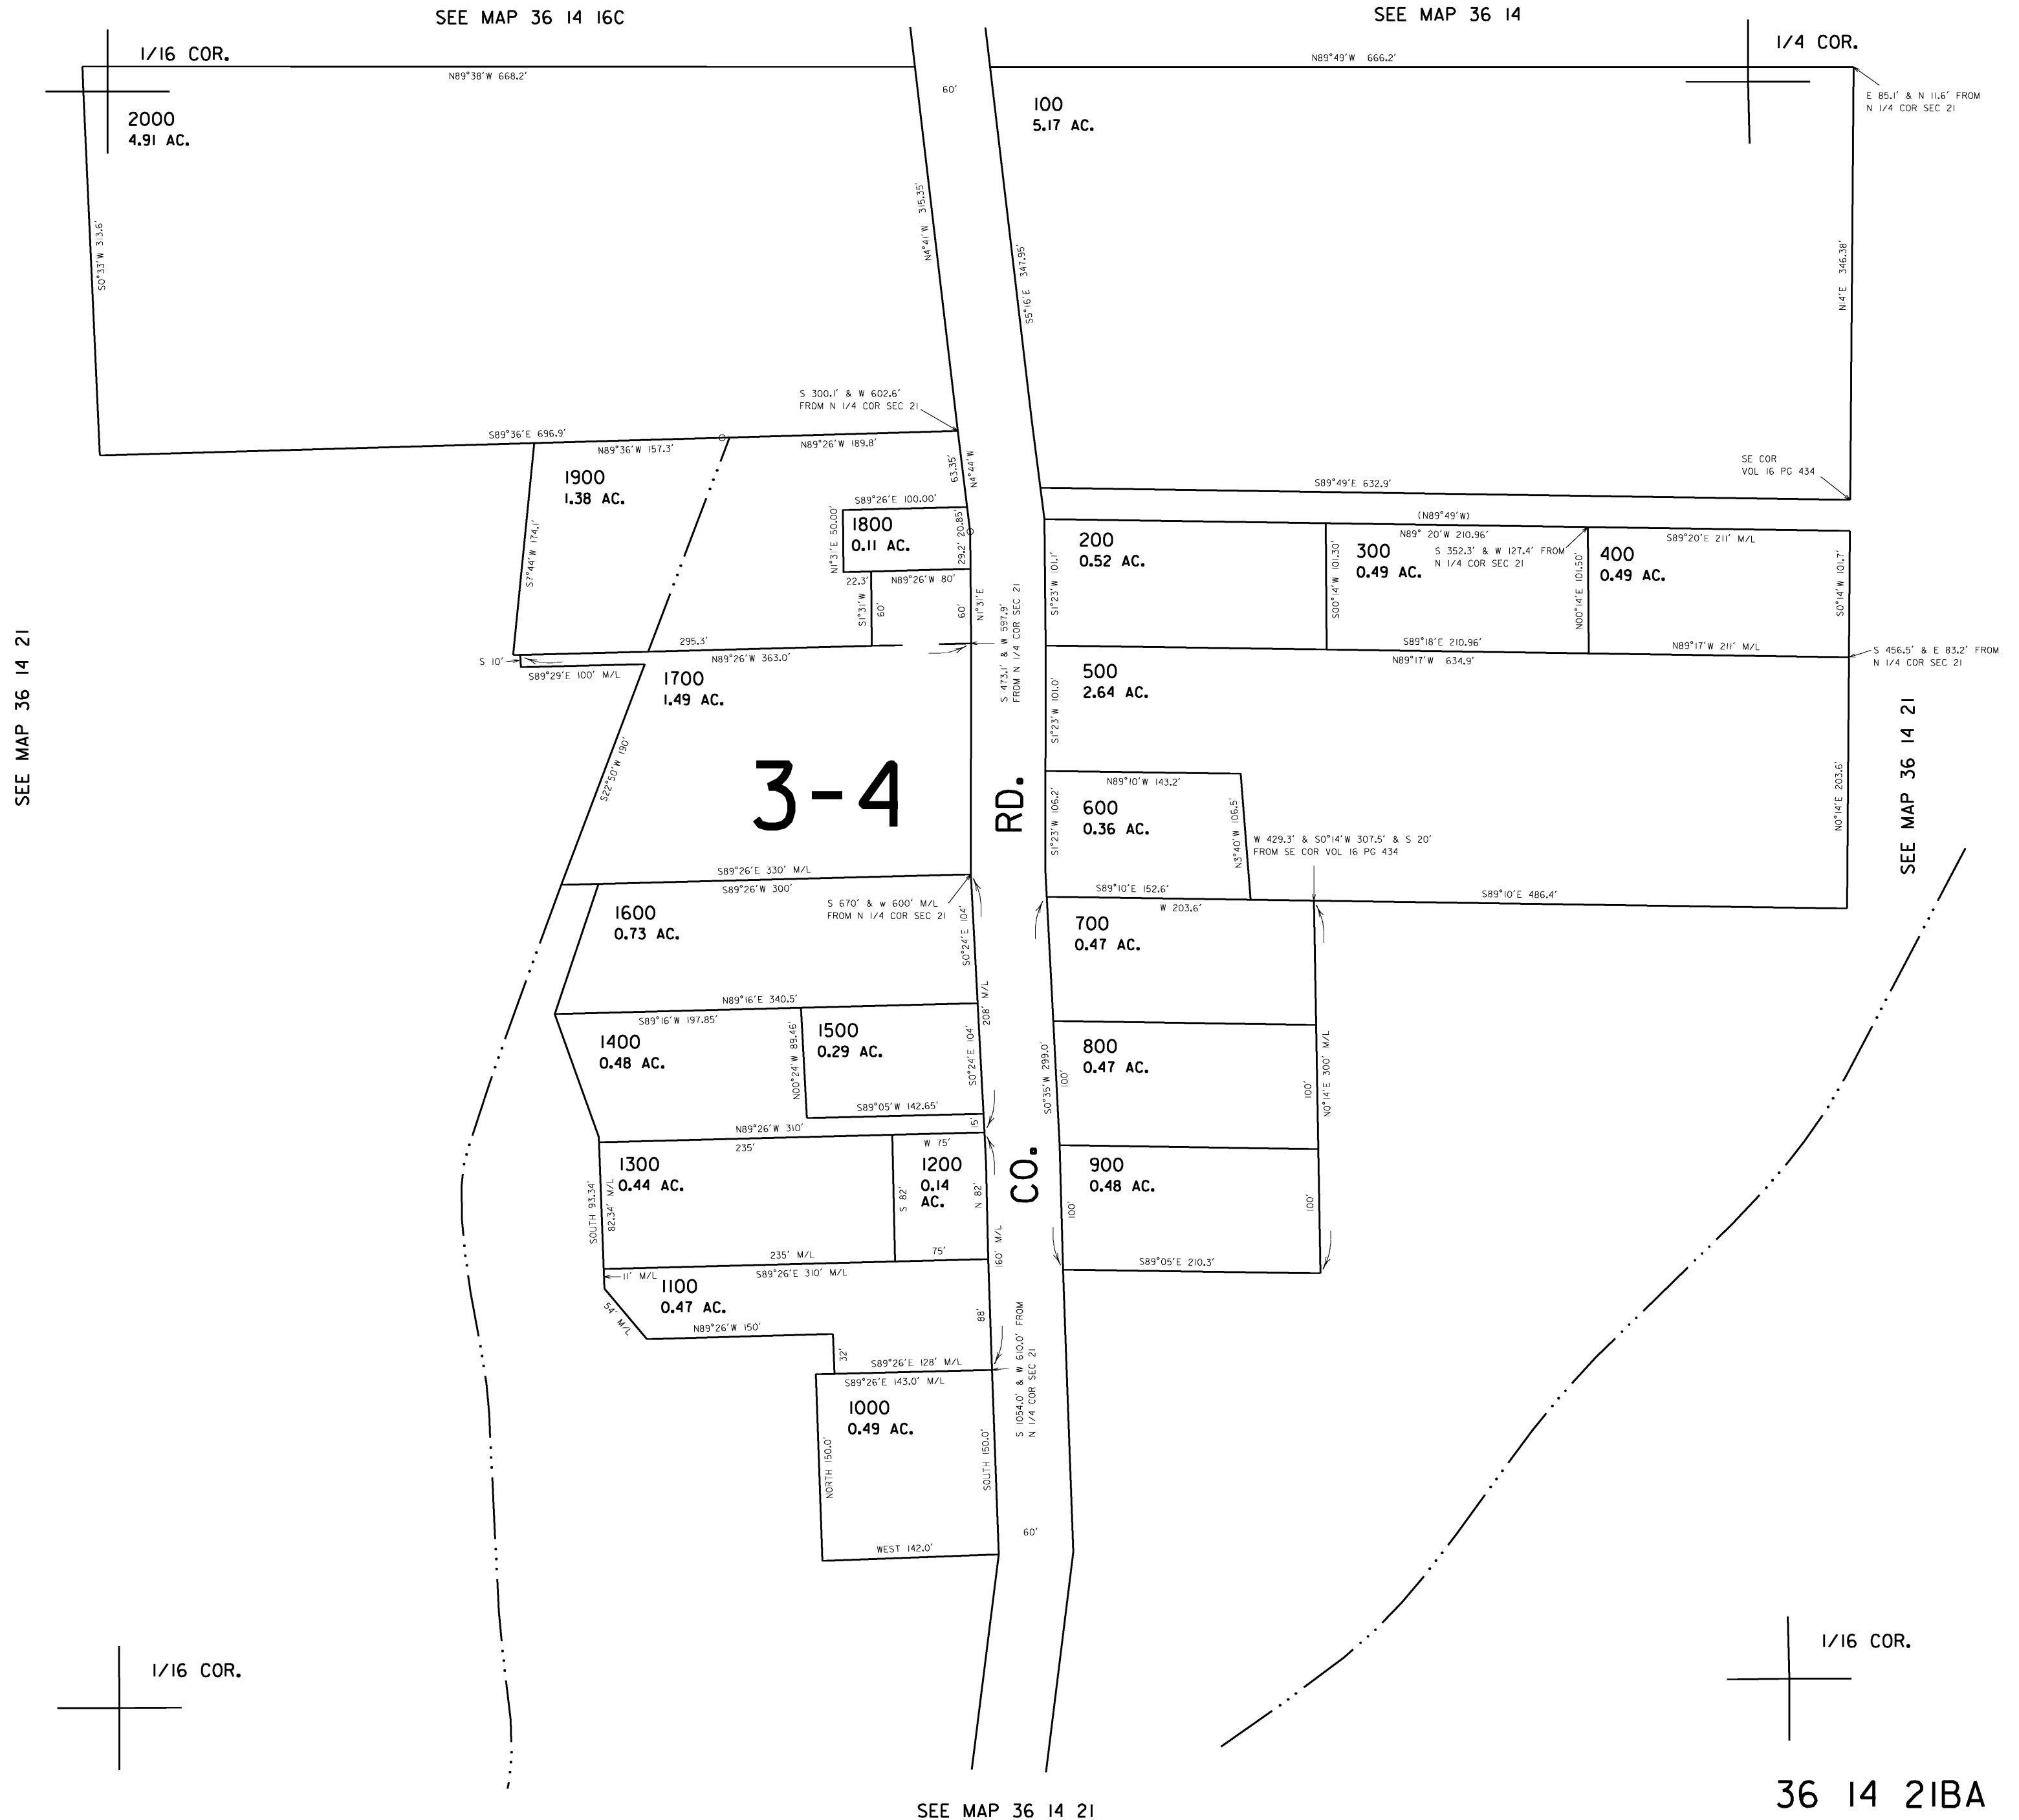 SEE MAP 36 14 16C
SEE MAP 36 14
1/16 COR.
1/4 COR.
N89°38'W 668.2'
N89°49'W 666.2'
60'
E 85.1' & N 11.6' FROM
N 1/4 COR SEC 21
2000
4.91 AC.
100
5.17 AC.
S0°33'W 313.6'
N4°41'W 315.35'
S5°16'E 347.95'
N14'E 346.38'
S 300.1' & W 602.6'
FROM N 1/4 COR SEC 21
S89°36'E 696.9'
N89°36'W 157.3'
N89°26'W 189.8'
63.35'
N4°44'W
SE COR
VOL 16 PG 434
S89°49'E 632.9'
1900
1.38 AC.
S7°44'W 174.1'
S89°26'E 100.00'
N1°31'E 50.00'
1800
0.11 AC.
29.2' 20.85'
22.3'
N89°26'W 80'
S1°31'W
60'
60'
N1°31'E
295.3'
(N89°49'W)
N89° 20'W 210.96'
S89°20'E 211' M/L
200
0.52 AC.
300
0.49 AC.
S 352.3' & W 127.4' FROM
N 1/4 COR SEC 21
400
0.49 AC.
S1°23'W 101.1'
S00°14'W 101.30'
N00°14'E 101.50'
S0°14'W 101.7'
S89°18'E 210.96'
N89°17'W 211' M/L
N89°17'W 634.9'
S 456.5' & E 83.2' FROM
N 1/4 COR SEC 21
S 473.1' & W 597.9'
FROM N 1/4 COR SEC 21
S 10'
S89°29'E 100' M/L
N89°26'W 363.0'
1700
1.49 AC.
500
2.64 AC.
S1°23'W 101.0'
SEE MAP 36 14 21
SEE MAP 36 14 21
S22°50'W 190'
3-4
RD.
N89°10'W 143.2'
600
0.36 AC.
S1°23'W 106.2'
N3°40'W 106.5'
N0°14'E 203.6'
W 429.3' & S0°14'W 307.5' & S 20'
FROM SE COR VOL 16 PG 434
S89°26'E 330' M/L
S89°26'W 300'
S89°10'E 152.6'
S89°10'E 486.4'
W 203.6'
S 670' & w 600' M/L
FROM N 1/4 COR SEC 21
1600
0.73 AC.
S0°24'E 104'
700
0.47 AC.
N89°16'E 340.5'
S89°16'W 197.85'
208' M/L
1400
0.48 AC.
N00°24'W 89.46'
1500
0.29 AC.
S0°24'E 104'
S0°35'W 299.0'
100'
800
0.47 AC.
100'
N0°14'E 300' M/L
S89°05'W 142.65'
15'
N89°26'W 310'
235'
W 75'
1300
0.44 AC.
1200
0.14
AC.
CO.
900
0.48 AC.
SOUTH 93.34'
82.34' M/L
S 82'
N 82'
100'
100'
235' M/L
75'
160' M/L
S89°05'E 210.3'
11' M/L
S89°26'E 310' M/L
1100
0.47 AC.
54' M/L
N89°26'W 150'
88'
32'
S 1054.0' & W 610.0' FROM
N 1/4 COR SEC 21
S89°26'E 128' M/L
S89°26'E 143.0' M/L
1000
0.49 AC.
NORTH 150.0'
SOUTH 150.0'
60'
WEST 142.0'
1/16 COR.
1/16 COR.
SEE MAP 36 14 21
36 14 21BA